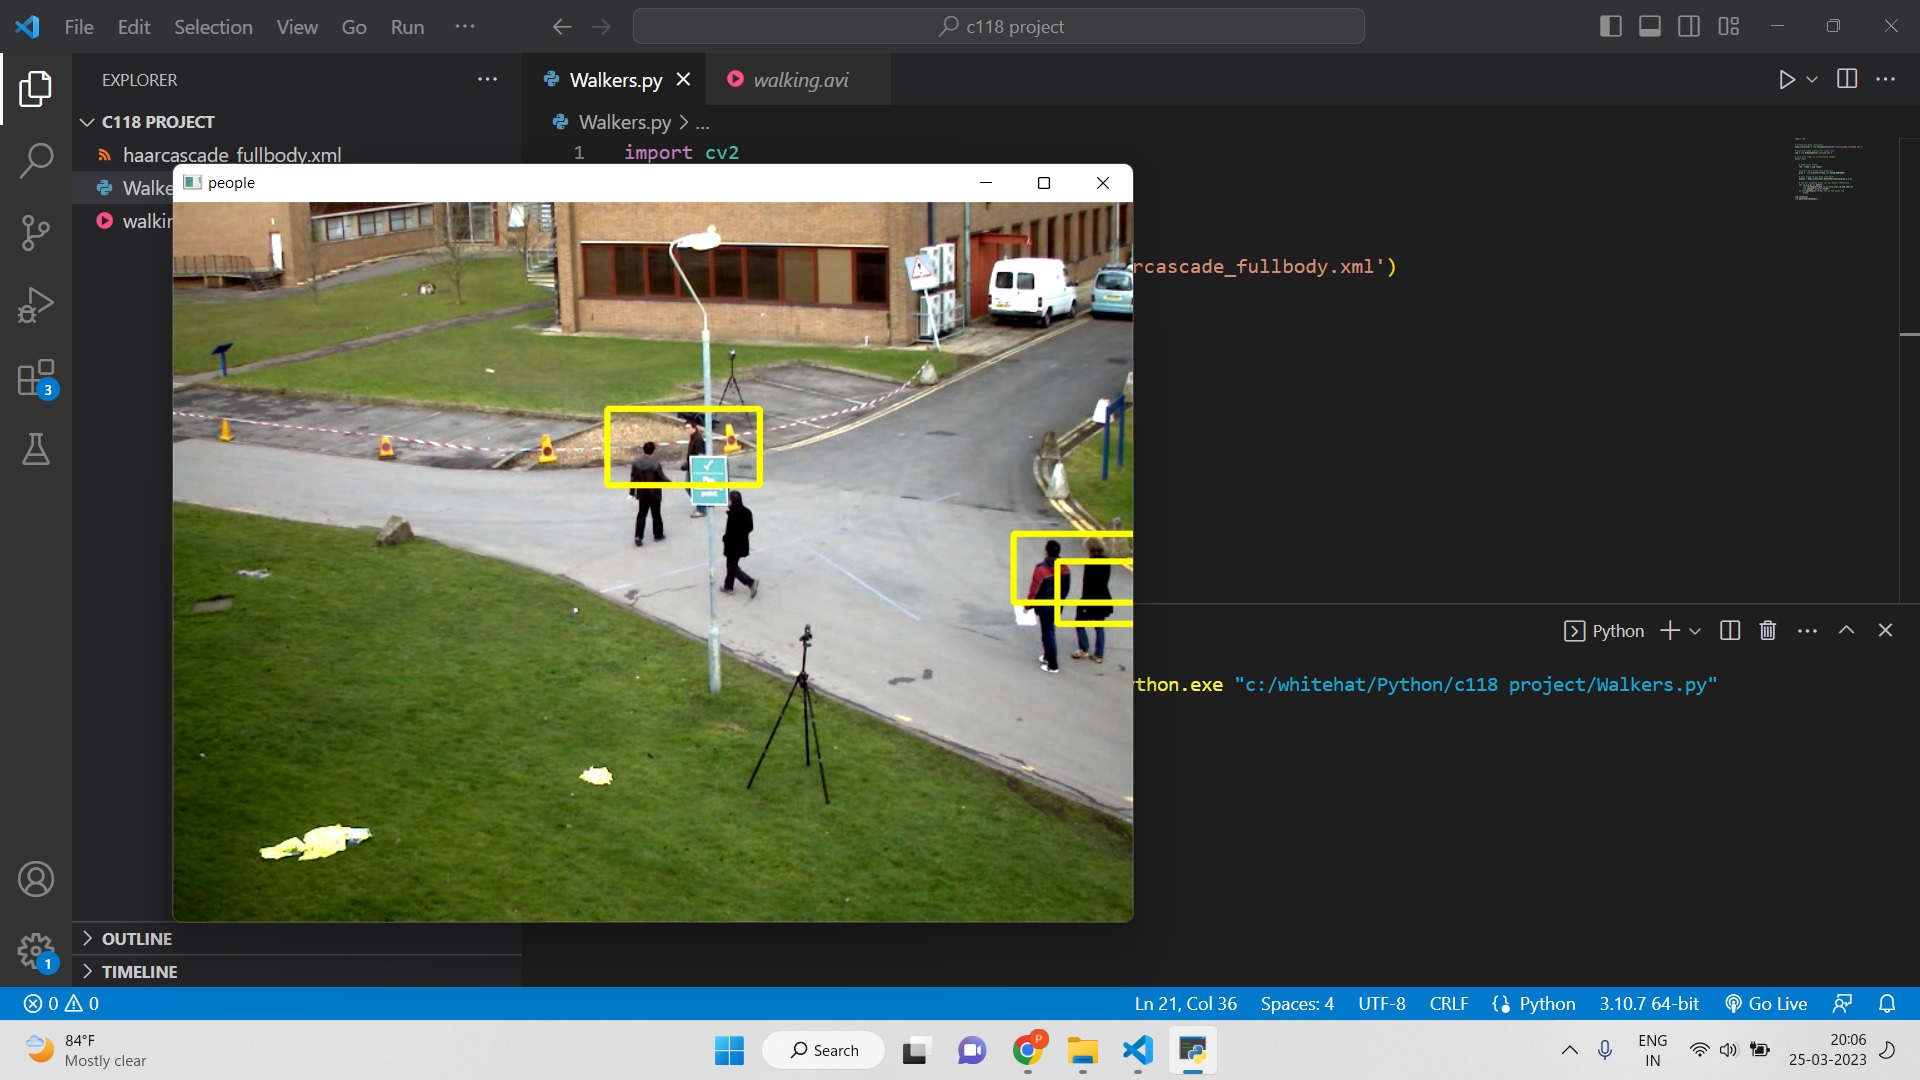 File Edit Selection View Go Run ...
c118 project
EXPLORER
C118 PROJECT
haarcascade_fullbody.xml
Walke
walkin
Walkers.py
walking.avi
Walkers.py > ...
1 import cv2
people
rcascade_fullbody.xml')
Python
thon.exe "c:/whitehat/Python/c118 project/Walkers.py"
3
1
OUTLINE
TIMELINE
0 0
Ln 21, Col 36 Spaces: 4 UTF-8 CRLF Python 3.10.7 64-bit Go Live
84°F
Mostly clear
Search
P
ENG
IN
20:06
25-03-2023